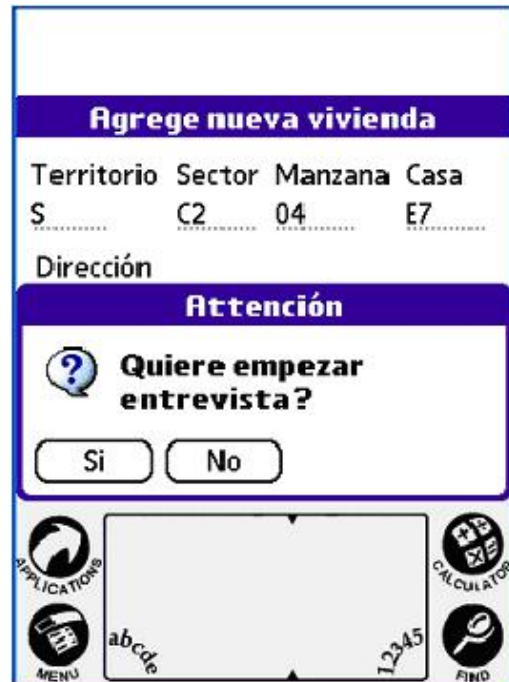 Agrege nueva vivienda
Territorio Sector Manzana Casa
S C2 04 E7
Dirección
Attención
Quiere empezar
entrevista?
Si No
APPLICATIONS
CALCULATOR
abcde
12345
MENU
FIND